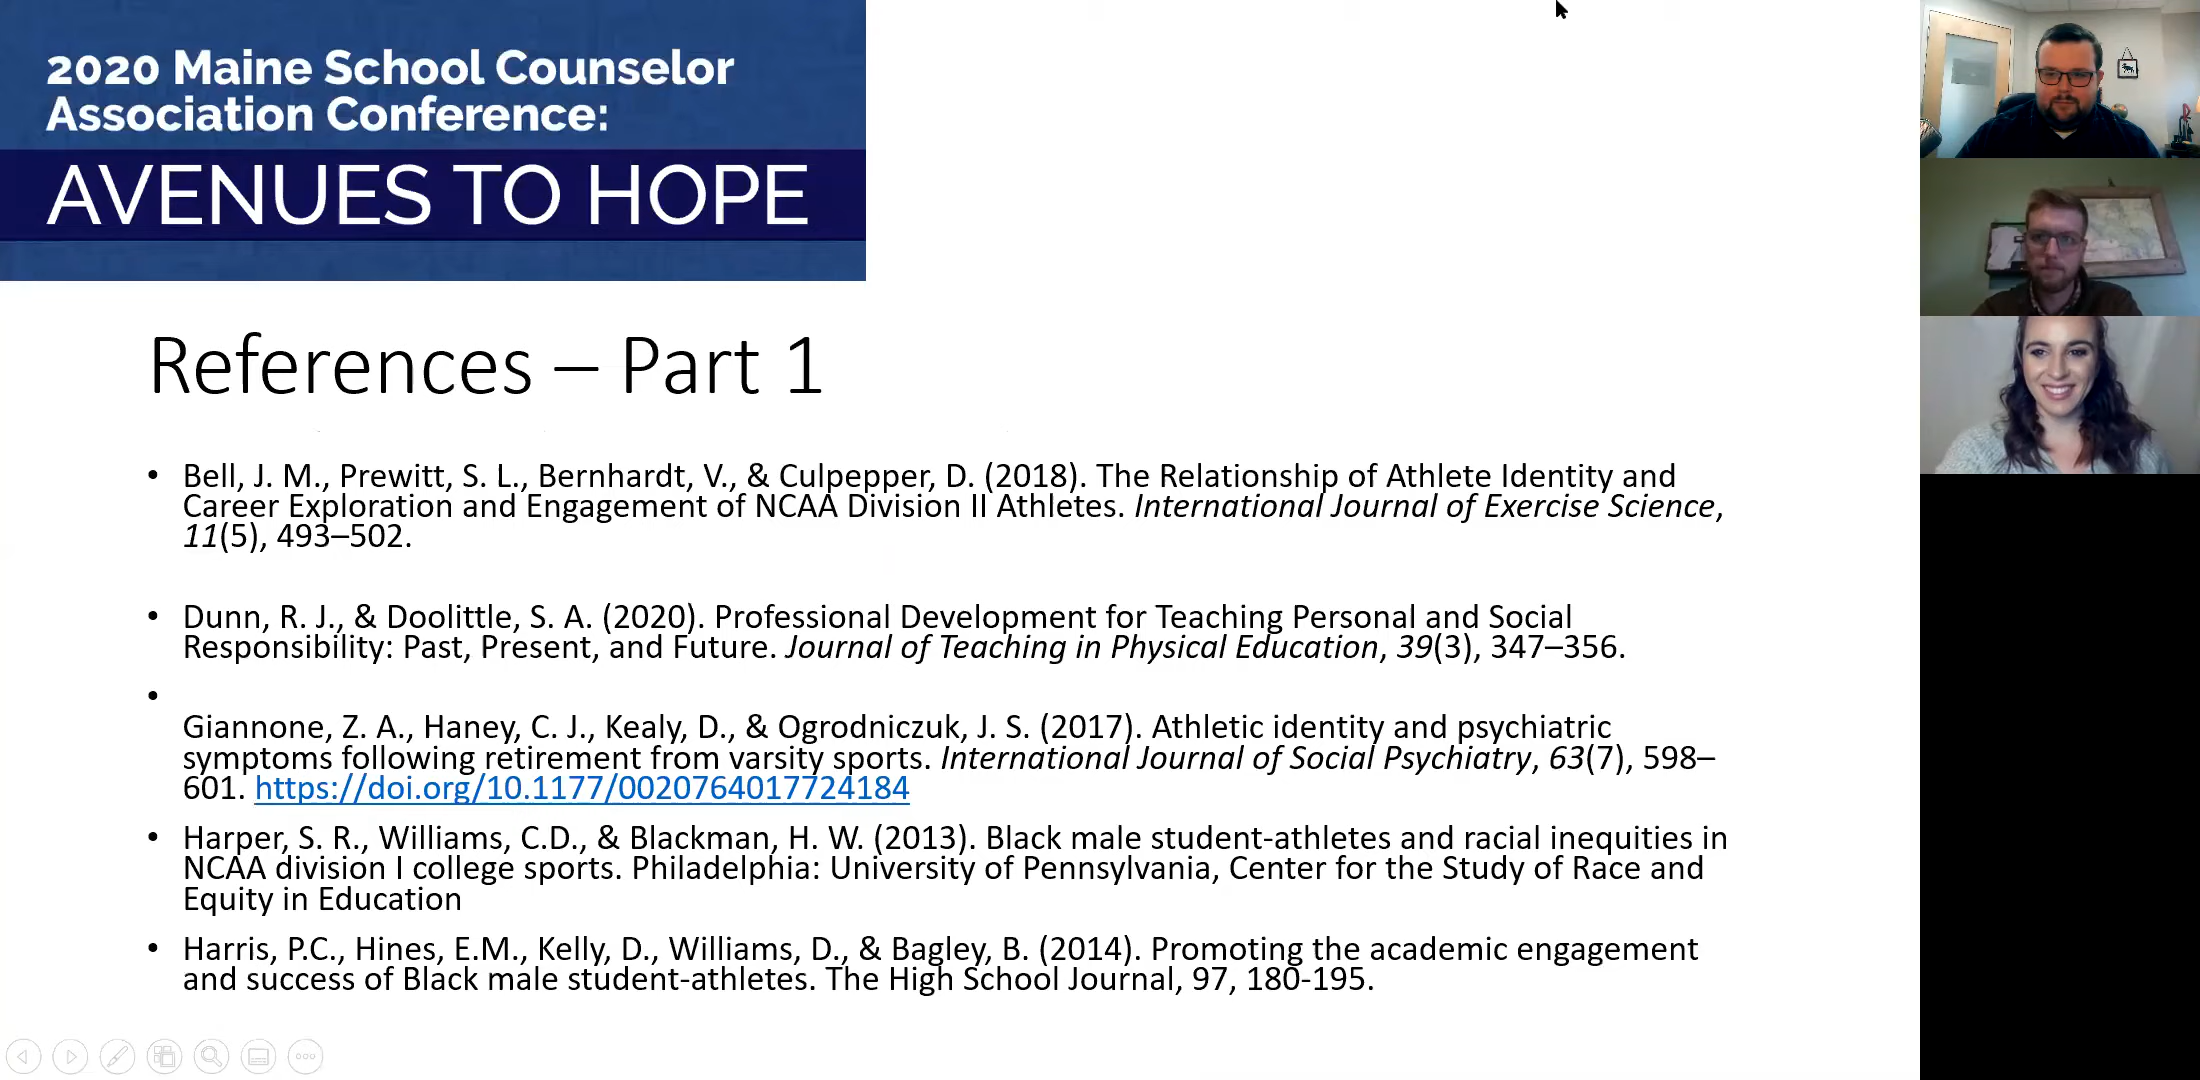 2020 Maine School Counselor
Association Conference:
AVENUES TO HOPE
References – Part 1
• Bell, J. M., Prewitt, S. L., Bernhardt, V., & Culpepper, D. (2018). The Relationship of Athlete Identity and
Career Exploration and Engagement of NCAA Division II Athletes. International Journal of Exercise Science,
11(5), 493–502.
• Dunn, R. J., & Doolittle, S. A. (2020). Professional Development for Teaching Personal and Social
Responsibility: Past, Present, and Future. Journal of Teaching in Physical Education, 39(3), 347–356.
•
Giannone, Z. A., Haney, C. J., Kealy, D., & Ogrodniczuk, J. S. (2017). Athletic identity and psychiatric
symptoms following retirement from varsity sports. International Journal of Social Psychiatry, 63(7), 598–
601. https://doi.org/10.1177/0020764017724184
• Harper, S. R., Williams, C.D., & Blackman, H. W. (2013). Black male student-athletes and racial inequities in
NCAA division I college sports. Philadelphia: University of Pennsylvania, Center for the Study of Race and
Equity in Education
• Harris, P.C., Hines, E.M., Kelly, D., Williams, D., & Bagley, B. (2014). Promoting the academic engagement
and success of Black male student-athletes. The High School Journal, 97, 180-195.